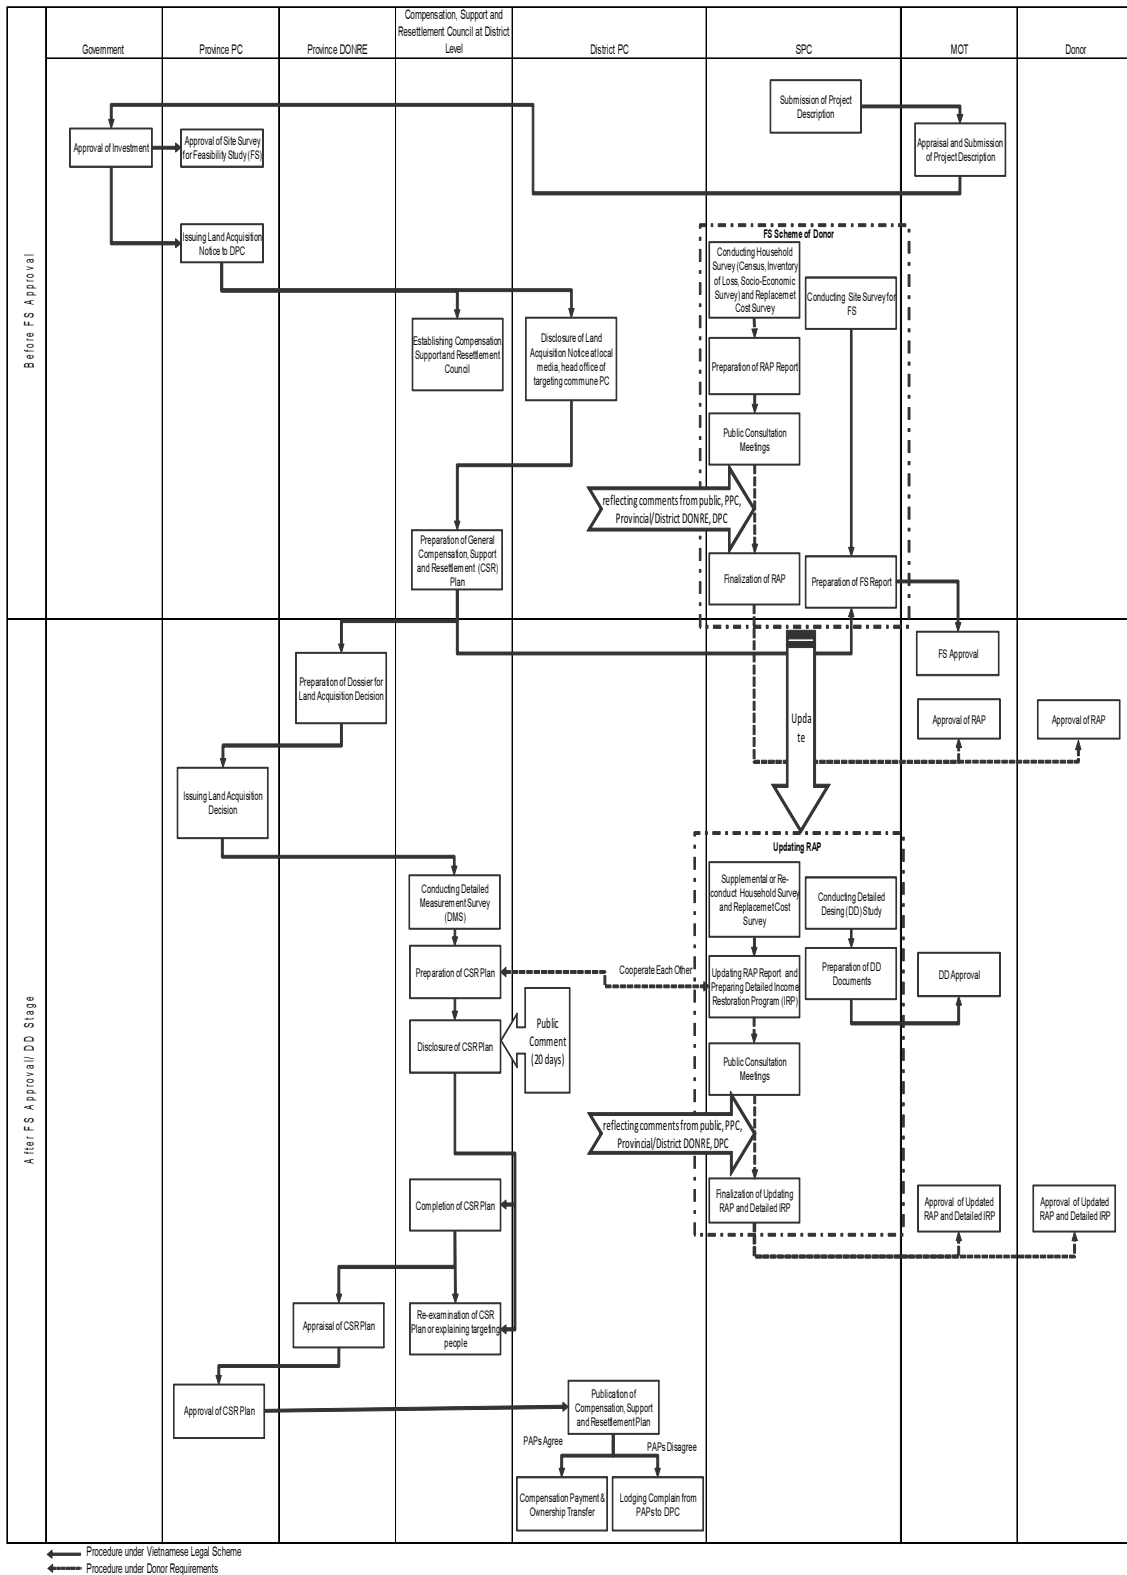 Compensation, Support and
Resettlement Council at District
Level
Government
Province PC
Province DONRE
District PC
SPC
MOT
Donor
Before FS Approval
Submission of Project
Description
Approval of Investment
Approval of Site Survey
for Feasibility Study (FS)
Appraisal and Submission
of Project Description
Issuing Land Acquisition
Notice to DPC
FS Scheme of Donor
Conducting Household
Survey (Census, Inventory
of Loss, Socio-Economic
Survey) and Replacemet
Cost Survey
Conducting Site Survey for
FS
Establishing Compensation
Support and Resettlement
Council
Disclosure of Land
Acquisition Notice at local
media, head office of
targeting commune PC
Preparation of RAP Report
Public Consultation
Meetings
reflecting comments from public, PPC,
Provincial/District DONRE, DPC
Preparation of General
Compensation, Support
and Resettlement (CSR)
Plan
Finalization of RAP
Preparation of FS Report
After FS Approval/ DD Stage
FS Approval
Preparation of Dossier for
Land Acquisition Decision
Upda
te
Approval of RAP
Approval of RAP
Issuing Land Acquisition
Decision
Updating RAP
Conducting Detailed
Measurement Survey
(DMS)
Supplemental or Re-
conduct Household Survey
and Replacemet Cost
Survey
Conducting Detailed
Desing (DD) Study
Preparation of CSR Plan
Cooperate Each Other
Updating RAP Report and
Preparing Detailed Income
Restoration Program (IRP)
Preparation of DD
Documents
DD Approval
Disclosure of CSR Plan
Public
Comment
(20 days)
Public Consultation
Meetings
reflecting comments from public, PPC,
Provincial/District DONRE, DPC
Completion of CSR Plan
Finalization of Updating
RAP and Detailed IRP
Approval of Updated
RAP and Detailed IRP
Approval of Updated
RAP and Detailed IRP
Appraisal of CSR Plan
Re-examination of CSR
Plan or explaining targeting
people
Approval of CSR Plan
Publication of
Compensation, Support
and Resettlement Plan
PAPs Agree
PAPs Disagree
Compensation Payment &
Ownership Transfer
Lodging Complain from
PAPs to DPC
Procedure under Vietnamese Legal Scheme
Procedure under Donor Requirements